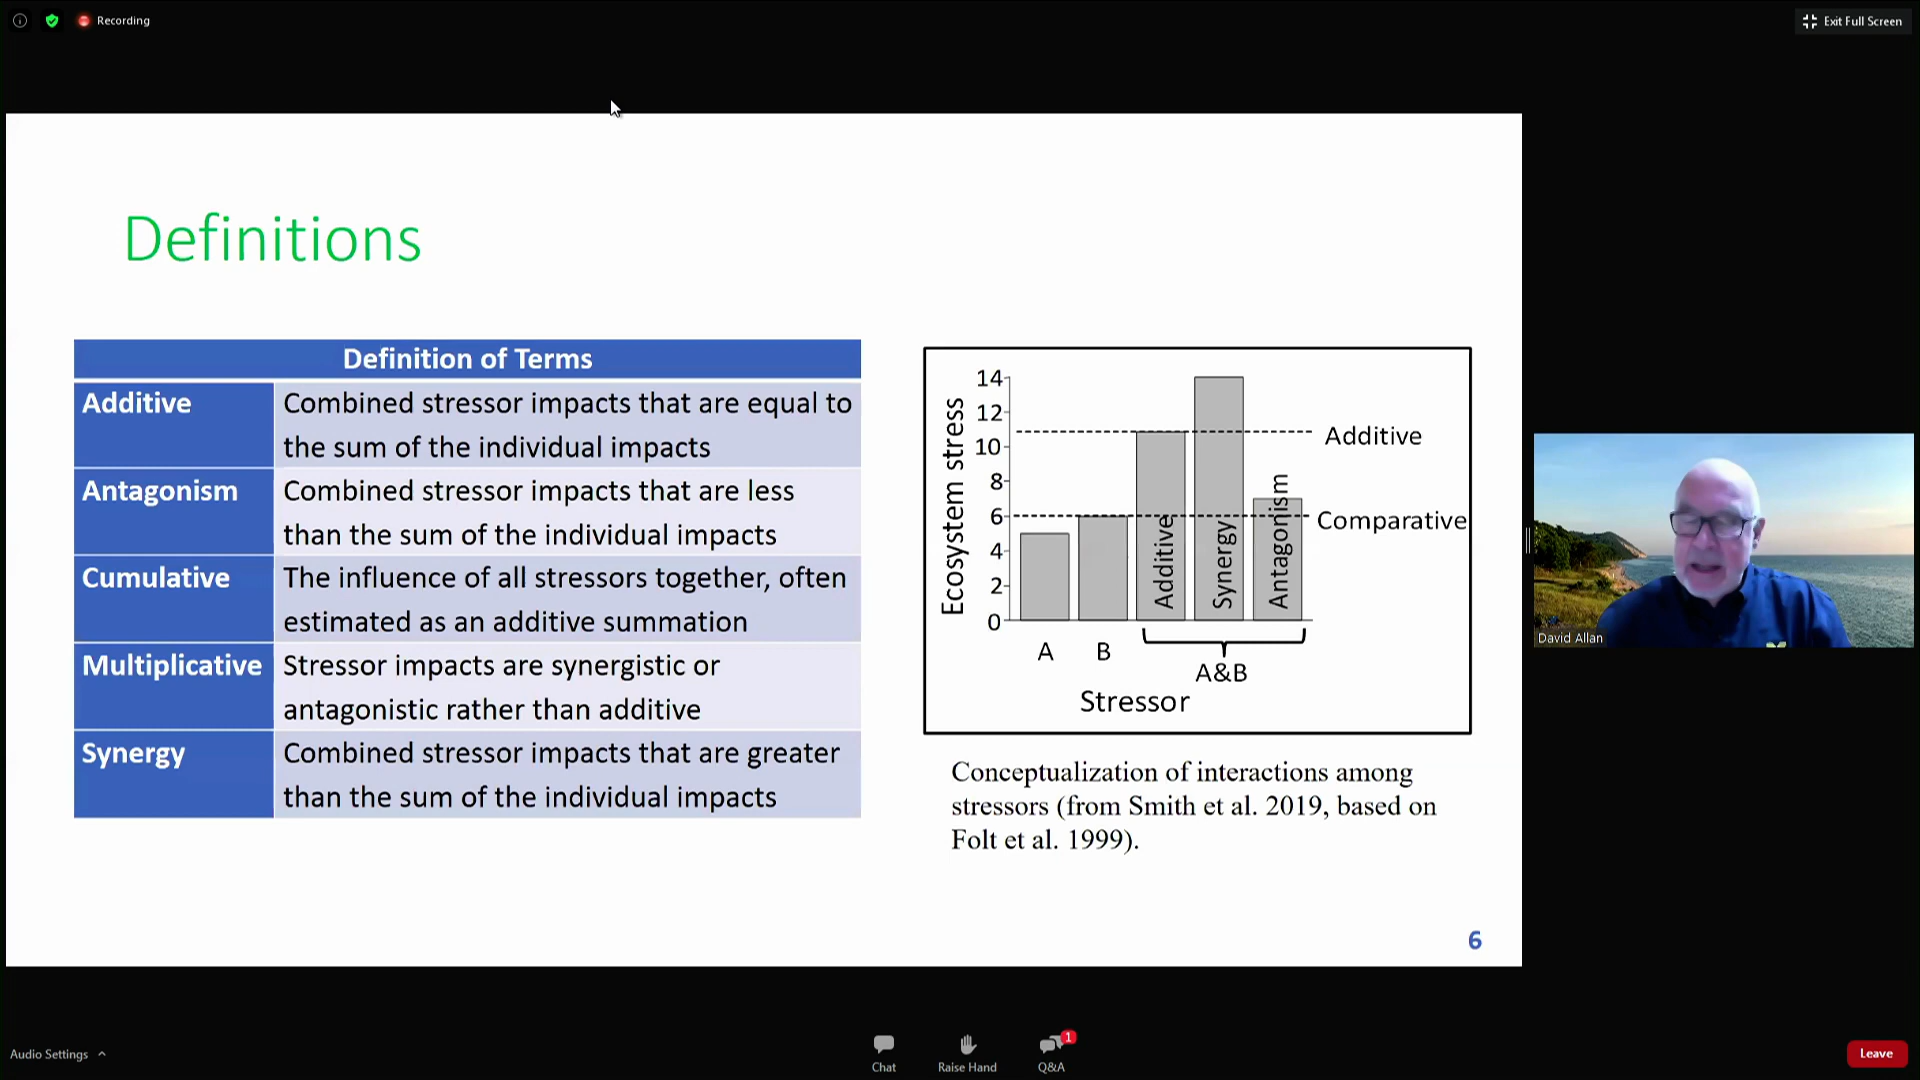 Recording
Exit Full Screen
Definitions
Definition of Terms
Additive
Combined stressor impacts that are equal to
the sum of the individual impacts
Antagonism
Combined stressor impacts that are less
than the sum of the individual impacts
Cumulative
The influence of all stressors together, often
estimated as an additive summation
Multiplicative
Stressor impacts are synergistic or
antagonistic rather than additive
Synergy
Combined stressor impacts that are greater
than the sum of the individual impacts
Ecosystem stress
14
12
10
8
6
4
2
0
Additive
Comparative
Additive
Synergy
Antagonism
A
B
A&B
Stressor
Conceptualization of interactions among
stressors (from Smith et al. 2019, based on
Folt et al. 1999).
6
David Allan
Audio Settings
Chat
Raise Hand
1
Q&A
Leave